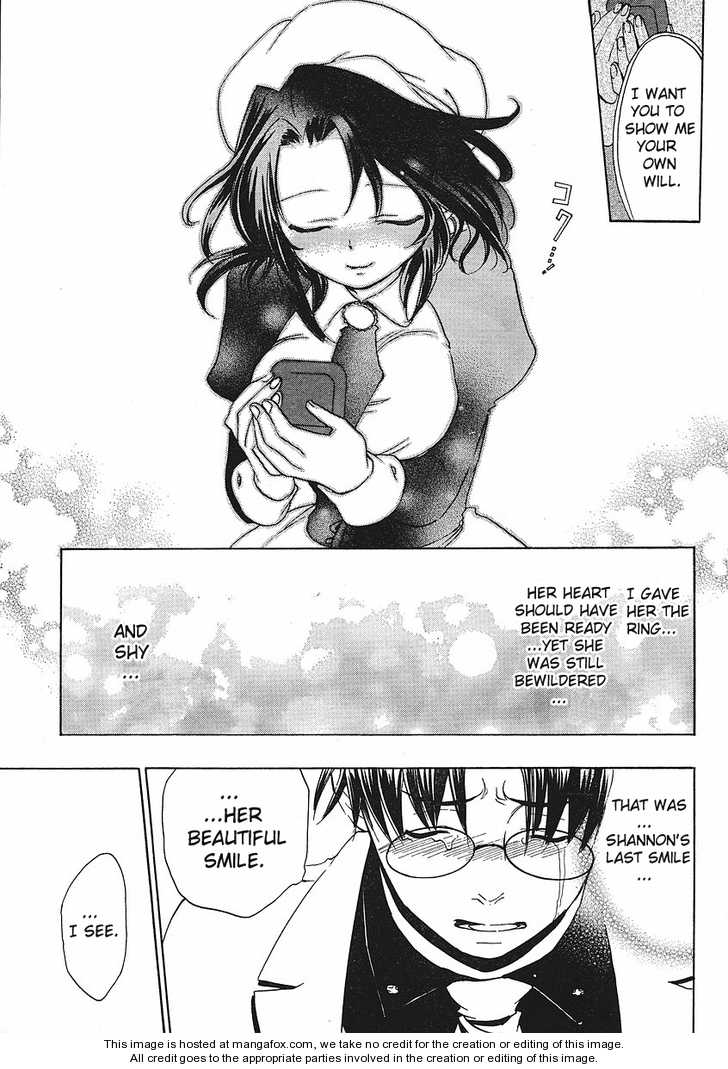 I WANT
YOU TO
SHOW ME
YOUR
OWN
WILL.
コクン
I GAVE
HER THE
RING...
HER HEART
SHOULD HAVE
BEEN READY
...YET SHE
WAS STILL
BEWILDERED
...
AND
SHY
...
THAT WAS
...
SHANNON'S
LAST SMILE
...
...
...HER
BEAUTIFUL
SMILE.
...
I SEE.
This image is hosted at mangafox.com, we take no credit for the creation or editing of this image.
All credit goes to the appropriate parties involved in the creation or editing of this image.